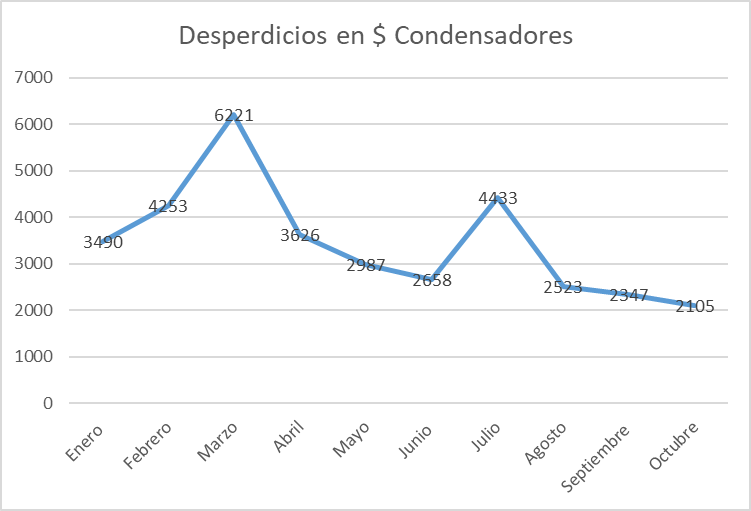 Desperdicios en $ Condensadores
7000
6000
5000
4000
3000
2000
1000
0
3490
4253
6221
3626
2987
2658
4433
2523
2347
2105
Enero
Febrero
Marzo
Abril
Mayo
Junio
Julio
Agosto
Septiembre
Octubre